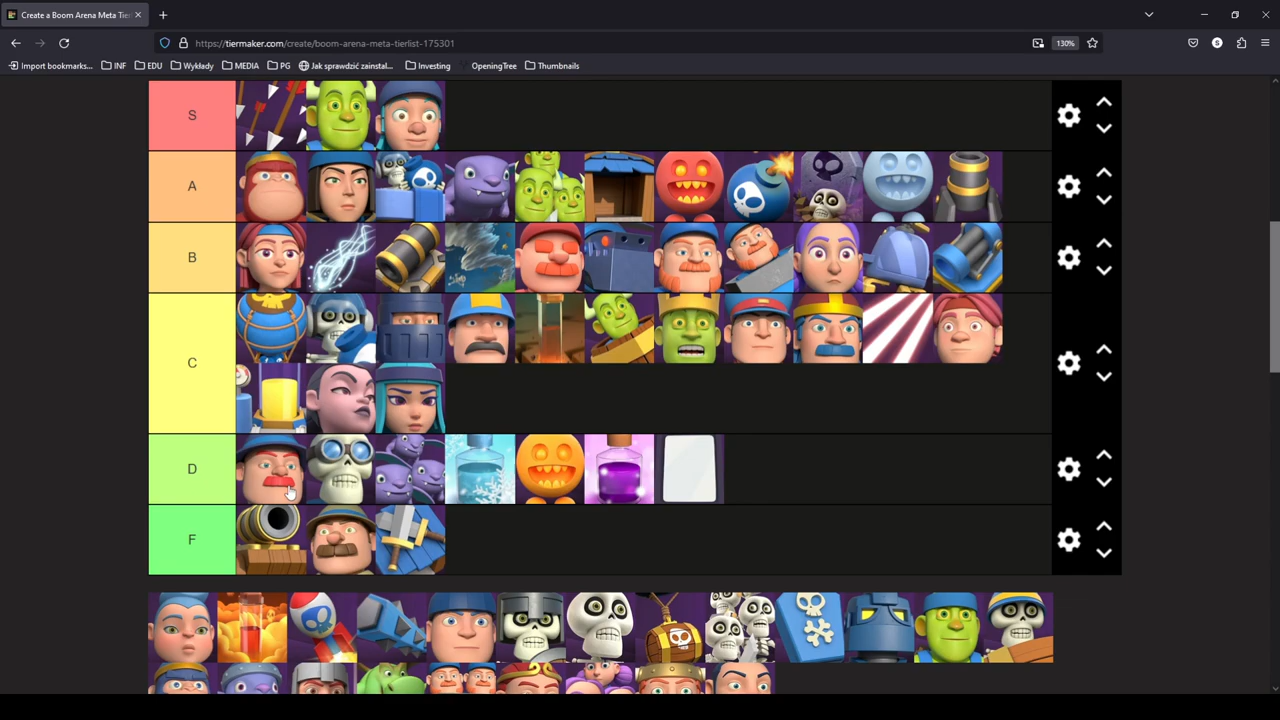 Create a Boom Arena Meta Tier
https://tiermaker.com/create/boom-arena-meta-tierlist-175301
130%
S
Import bookmarks...
INF
EDU
Wykłady
MEDIA
PG
Jak sprawdzić zainstal...
Investing
OpeningTree
Thumbnails
S
A
B
C
D
F